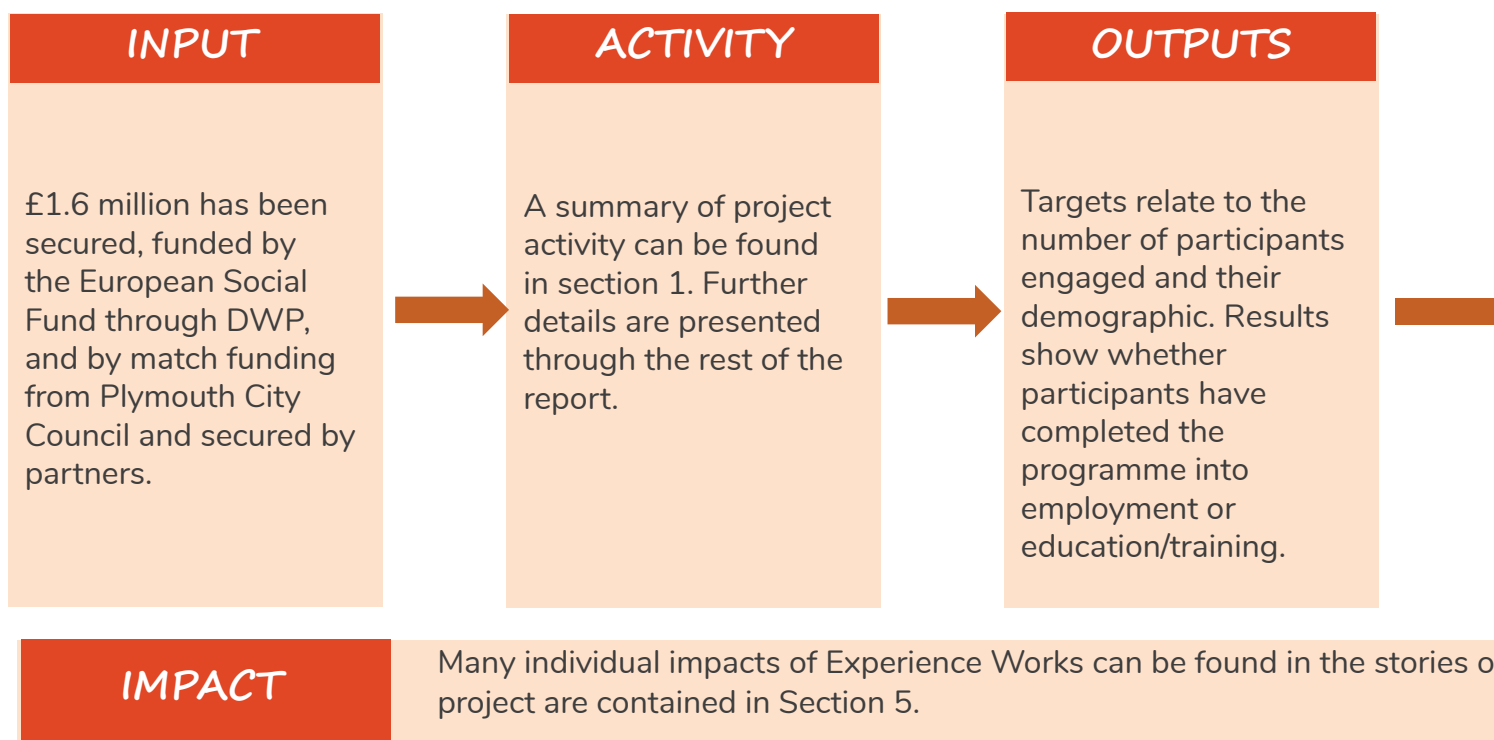 INPUT
£1.6 million has been
secured, funded by
the European Social
Fund through DWP,
and by match funding
from Plymouth City
Council and secured by
partners.
ACTIVITY
A summary of project
activity can be found
in section 1. Further
details are presented
through the rest of the
report.
OUTPUTS
Targets relate to the
number of participants
engaged and their
demographic. Results
show whether
participants have
completed the
programme into
employment or
education/training.
IMPACT
Many individual impacts of Experience Works can be found in the stories
project are contained in Section 5.